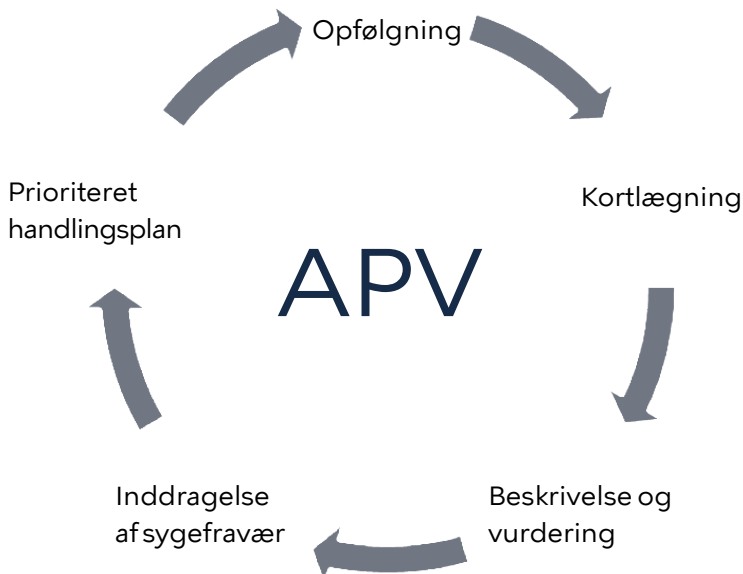 Opfølgning
Kortlægning
Beskrivelse og
vurdering
Inddragelse
af sygefravær
Prioriteret
handlingsplan
APV